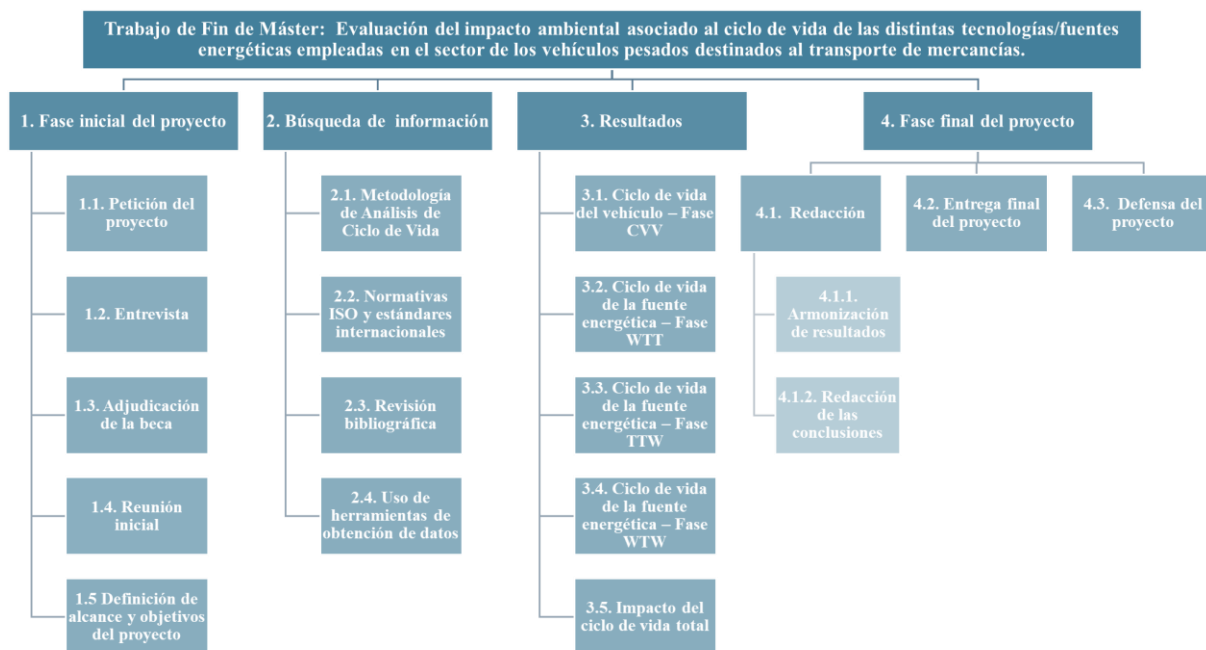 Trabajo de Fin de Máster: Evaluación del impacto ambiental asociado al ciclo de vida de las distintas tecnologías/fuentes
energéticas empleadas en el sector de los vehículos pesados destinados al transporte de mercancías.
1. Fase inicial del proyecto
1.1. Petición del
proyecto
1.2. Entrevista
1.3. Adjudicación
de la beca
1.4. Reunión
inicial
1.5 Definición de
alcance y objetivos
del proyecto
2. Búsqueda de información
2.1. Metodología
de Análisis de
Ciclo de Vida
2.2. Normativas
ISO y estándares
internacionales
2.3. Revisión
bibliográfica
2.4. Uso de
herramientas de
obtención de datos
3. Resultados
3.1. Ciclo de vida
del vehículo – Fase
CVV
3.2. Ciclo de vida
de la fuente
energética – Fase
WTT
3.3. Ciclo de vida
de la fuente
energética – Fase
TTW
3.4. Ciclo de vida
de la fuente
energética – Fase
WTW
3.5. Impacto del
ciclo de vida total
4. Fase final del proyecto
4.1. Redacción
4.1.1.
Armonización
de resultados
4.1.2. Redacción
de las
conclusiones
4.2. Entrega final
del proyecto
4.3. Defensa del
proyecto